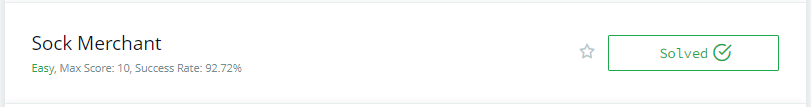 Sock Merchant
Solved
Easy, Max Score: 10, Success Rate: 92.72%